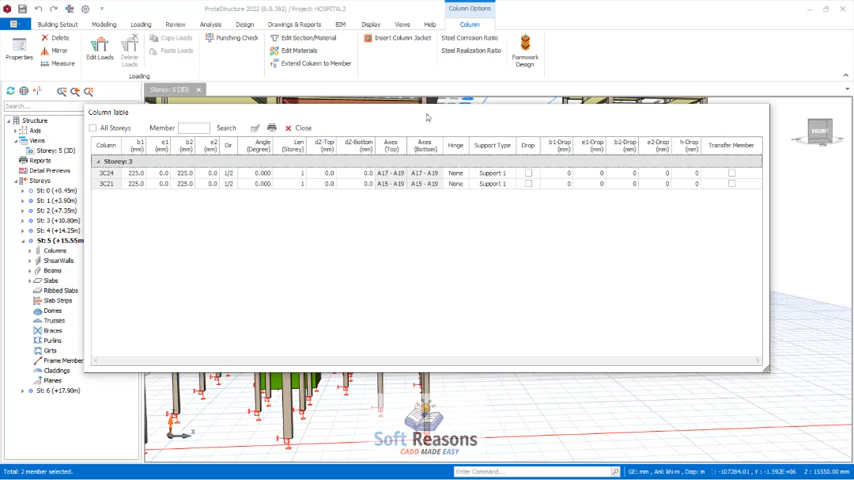 ProtaStructure 2022 (6.0.392) / Project: HOSPITAL2
Column Options
Building Setout Modeling Loading Review Analysis Design Drawings & Reports BIM Display Views Help Column
Properties
Delete
Mirror
Measure
Edit Loads
Delete Loads
Copy Loads
Paste Loads
Loading
Punching Check
Edit Section/Material
Edit Materials
Extend Column to Member
Insert Column Jacket
Steel Corrosion Ratio
Steel Realization Ratio
Formwork Design
Storey: 5 (3D)
Search...
Structure
Axis
Views
Storey: 5 (3D)
Reports
Detail Previews
Storeys
St: 0 (+0.45m)
St: 1 (+3.90m)
St: 2 (+7.35m)
St: 3 (+10.80m)
St: 4 (+14.25m)
St: 5 (+15.55m
Columns
ShearWalls
Beams
Slabs
Ribbed Slabs
Slab Strips
Domes
Trusses
Braces
Purlins
Girts
Frame Member
Claddings
Planes
St: 6 (+17.90m)
Column Table
All Storeys Member Search Close
Column b1 (mm) e1 (mm) b2 (mm) e2 (mm) Dir Angle (Degree) Len (Storey) d2-Top (mm) d2-Bottom (mm) Axes (Top) Axes (Bottom) Hinge Support Type Drop b1-Drop (mm) e1-Drop (mm) b2-Drop (mm) e2-Drop (mm) h-Drop (mm) Transfer Member
Storey: 3
3C24 225.0 0.0 225.0 0.0 1/2 0.000 1 0.0 0.0 A17 - A19 A17 - A19 None Support 1 0 0 0 0 0
3C21 225.0 0.0 225.0 0.0 1/2 0.000 1 0.0 0.0 A15 - A19 A15 - A19 None Support 1 0 0 0 0 0
FRONT
X
Soft Reasons
CADD MADE EASY
Total: 2 member selected.
Enter Command...
GE: mm, Anl: kN-m, Dsgn: m
: -107284.01 , Y : -1.592E+06 , Z : 15550.00 mm